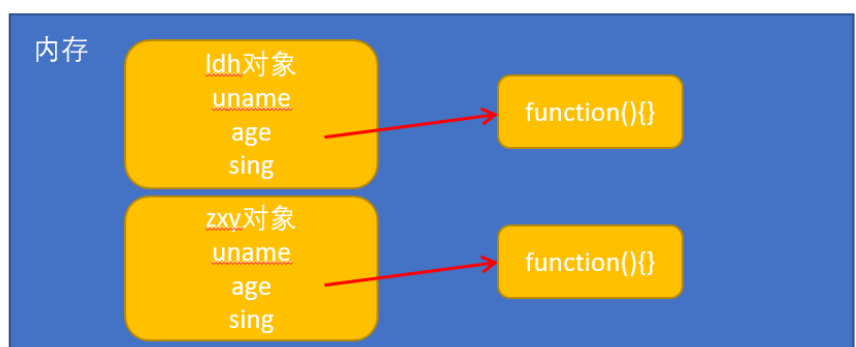 内存
ldh对象
uname
age
sing
function(){}
zxy对象
uname
age
sing
function(){}